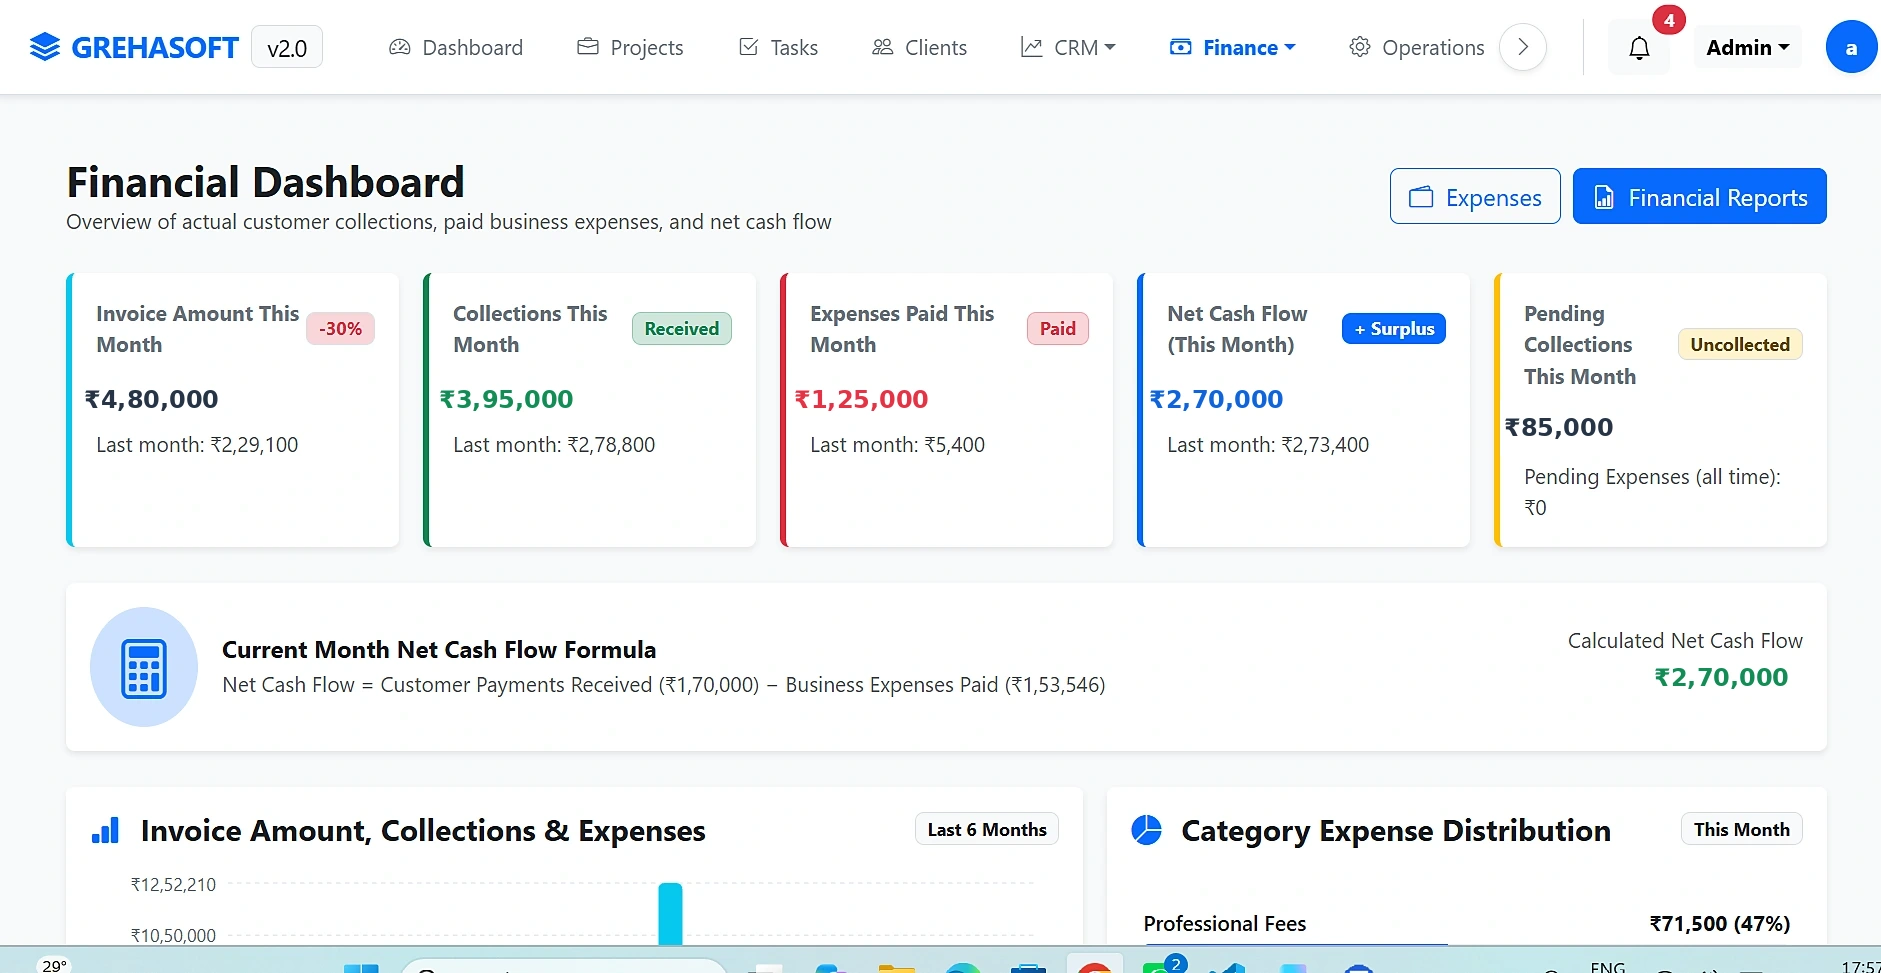 GREHASOFT v2.0 Dashboard Projects Tasks Clients CRM Finance Operations 4 Admin a
Financial Dashboard
Overview of actual customer collections, paid business expenses, and net cash flow
Expenses
Financial Reports
Invoice Amount This
Month
-30%
₹4,80,000
Last month: ₹2,29,100
Collections This
Month
Received
₹3,95,000
Last month: ₹2,78,800
Expenses Paid This
Month
Paid
₹1,25,000
Last month: ₹5,400
Net Cash Flow
(This Month)
+ Surplus
₹2,70,000
Last month: ₹2,73,400
Pending
Collections
This Month
Uncollected
₹85,000
Pending Expenses (all time):
₹0
Current Month Net Cash Flow Formula
Net Cash Flow = Customer Payments Received (₹1,70,000) − Business Expenses Paid (₹1,53,546)
Calculated Net Cash Flow
₹2,70,000
Invoice Amount, Collections & Expenses
Last 6 Months
₹12,52,210
₹10,50,000
Category Expense Distribution
This Month
Professional Fees
₹71,500 (47%)
29°
2
ENG
17:57